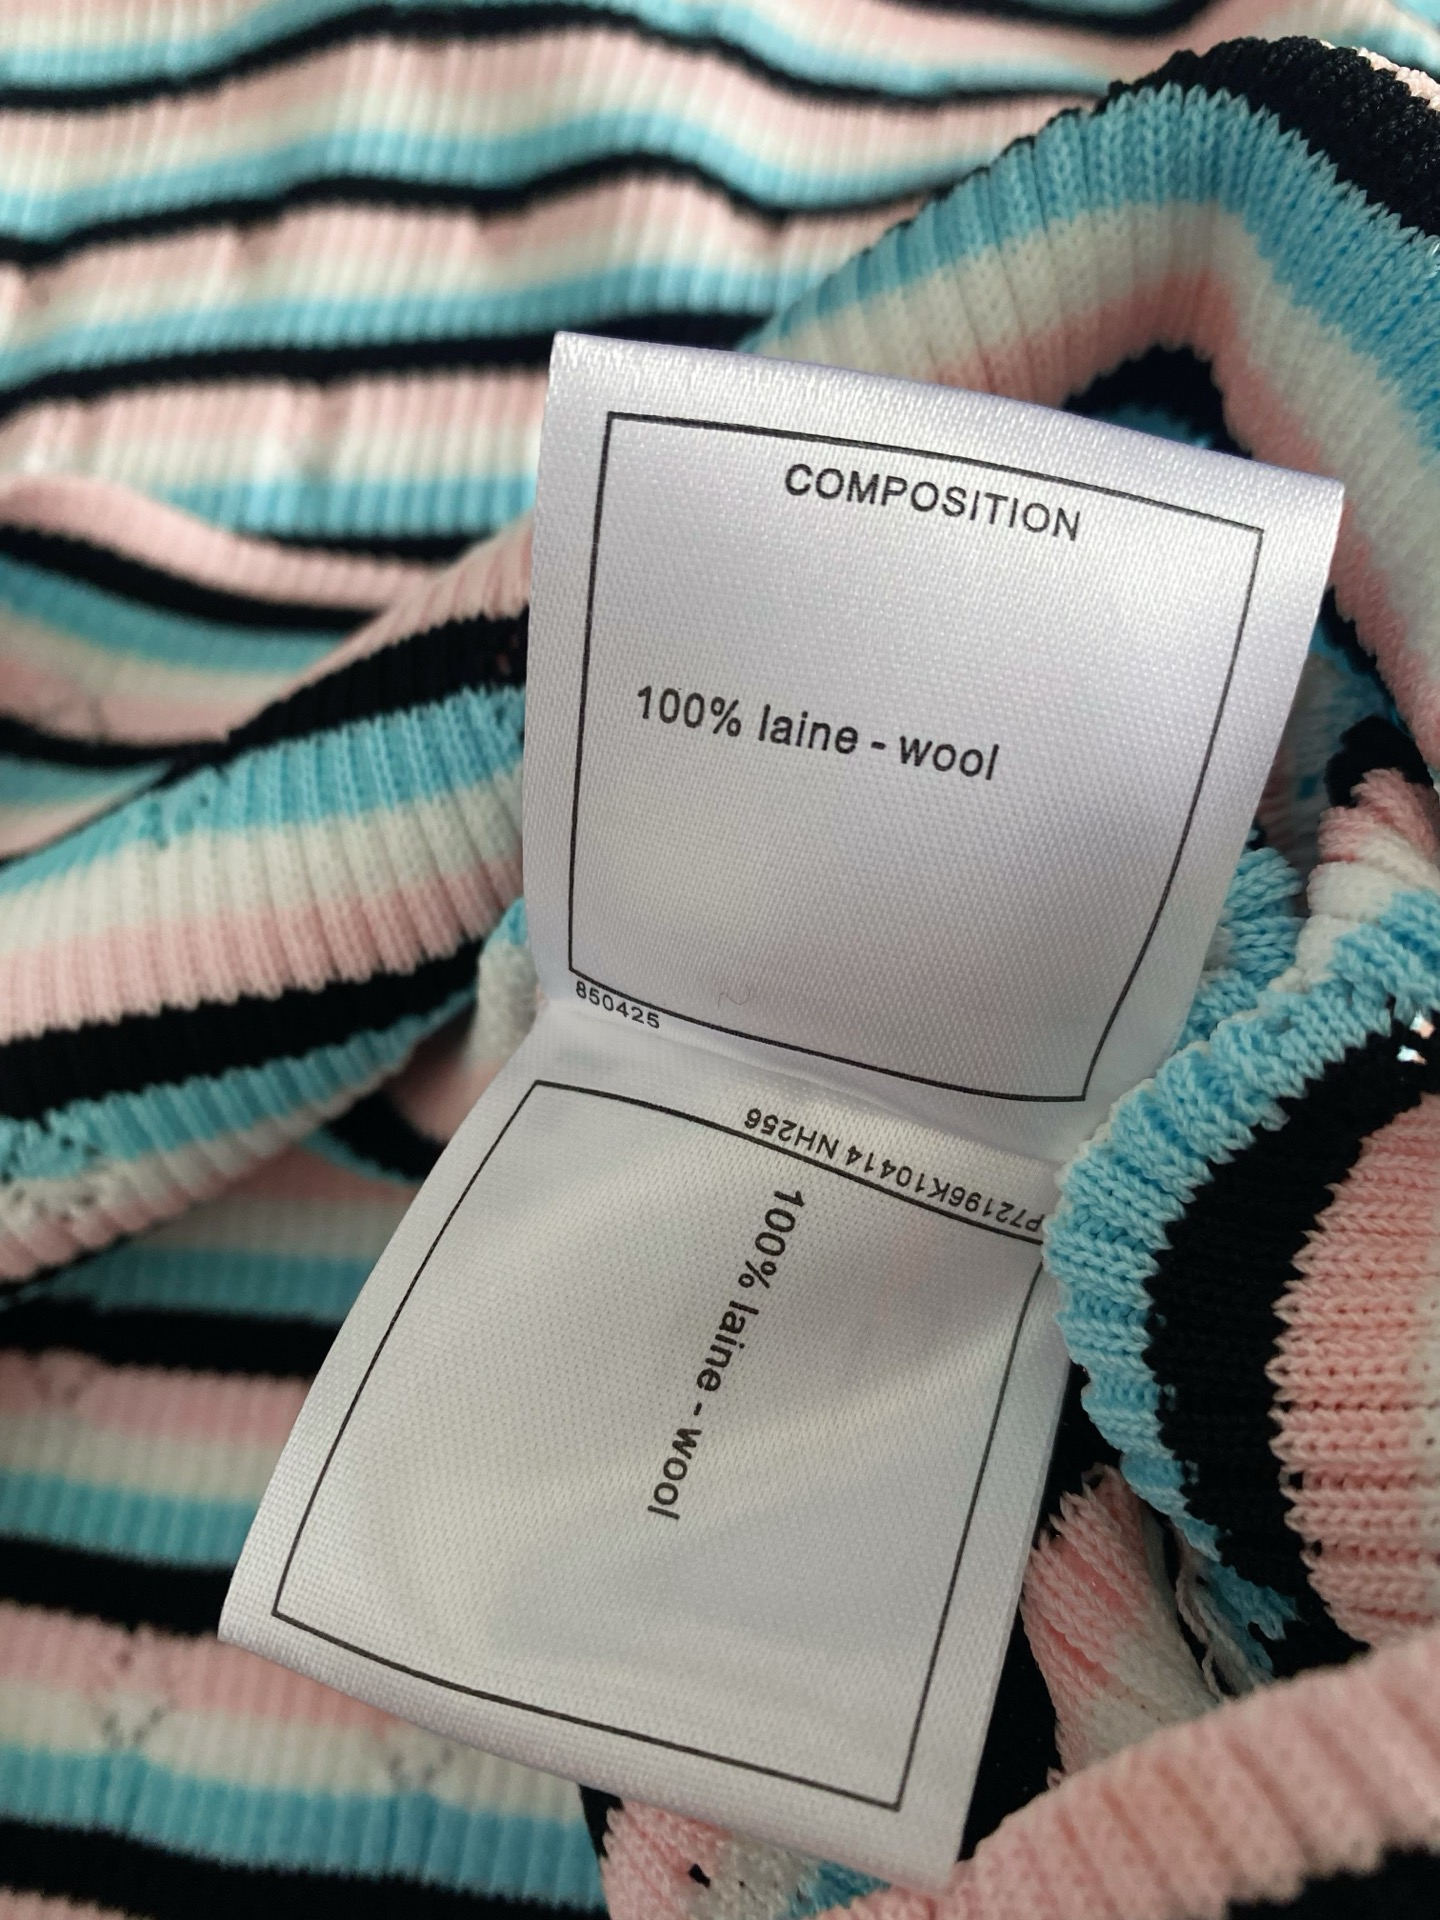 COMPOSITION
100% laine - wool
850425
P72196K10414 NH256
100% laine - wool